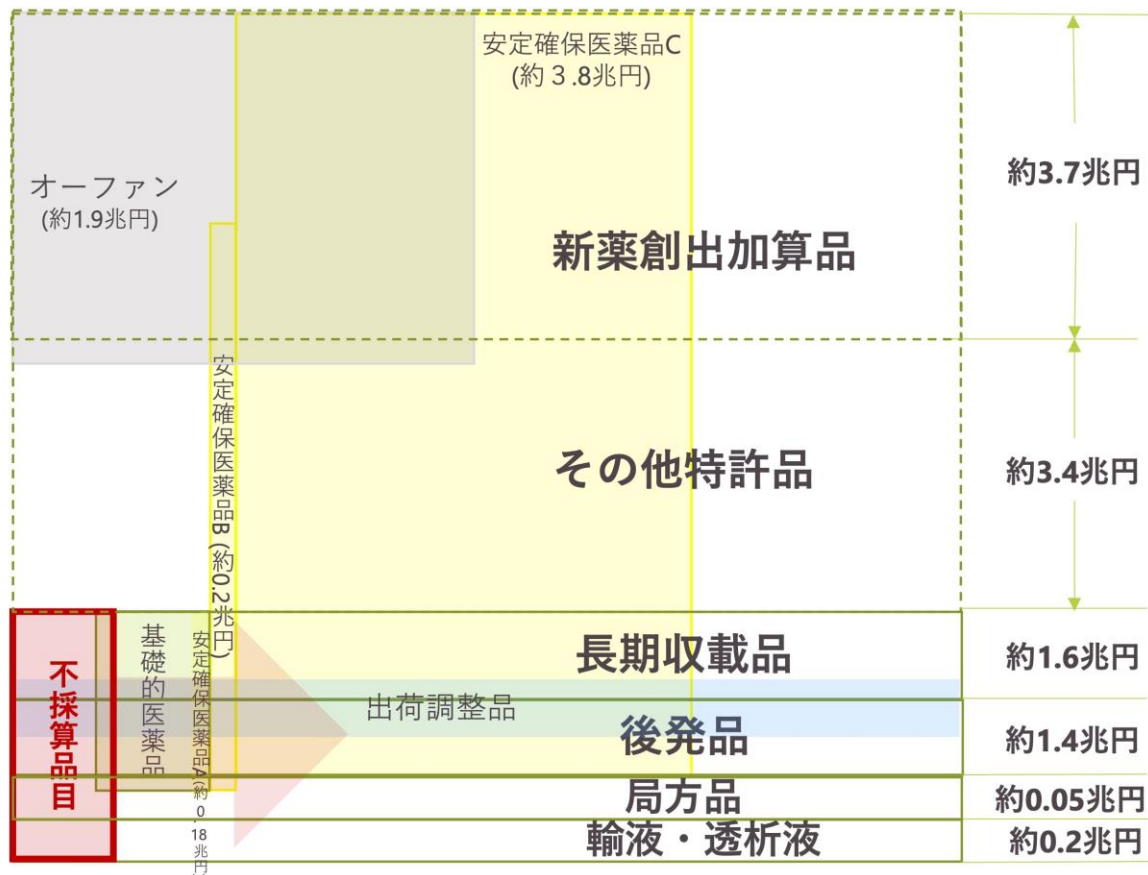 安定確保医薬品C
(約３.8兆円)
オーファン
(約1.9兆円)
約3.7兆円
新薬創出加算品
安定確保医薬品B (約0.2兆円)
その他特許品
約3.4兆円
不採算品目
基礎的医薬品
安定確保医薬品A(約0.18兆円
長期収載品
約1.6兆円
出荷調整品
後発品
約1.4兆円
局方品
約0.05兆円
輸液・透析液
約0.2兆円